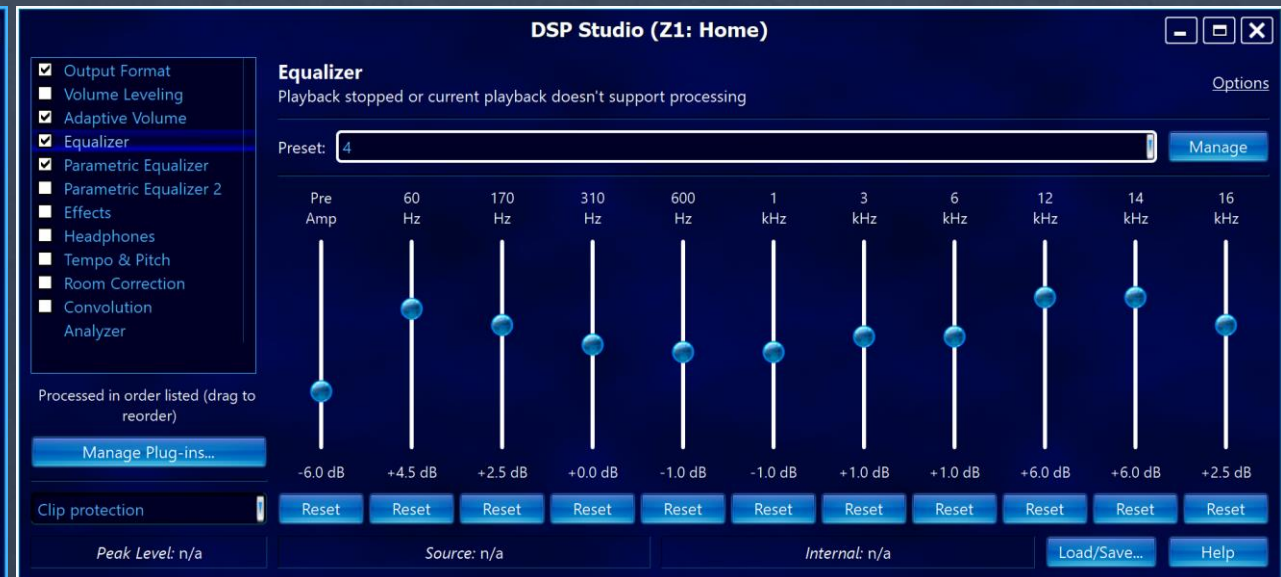 DSP Studio (Z1: Home)
Output Format
Volume Leveling
Adaptive Volume
Equalizer
Parametric Equalizer
Parametric Equalizer 2
Effects
Headphones
Tempo & Pitch
Room Correction
Convolution
Analyzer
Processed in order listed (drag to
reorder)
Manage Plug-ins...
Clip protection
Equalizer
Playback stopped or current playback doesn't support processing
Options
Preset: 4 Manage
Pre 60 170 310 600 1 3 6 12 14 16
Amp Hz Hz Hz Hz kHz kHz kHz kHz kHz kHz
-6.0 dB +4.5 dB +2.5 dB +0.0 dB -1.0 dB -1.0 dB +1.0 dB +1.0 dB +6.0 dB +6.0 dB +2.5 dB
Reset Reset Reset Reset Reset Reset Reset Reset Reset Reset Reset
Peak Level: n/a Source: n/a Internal: n/a Load/Save... Help